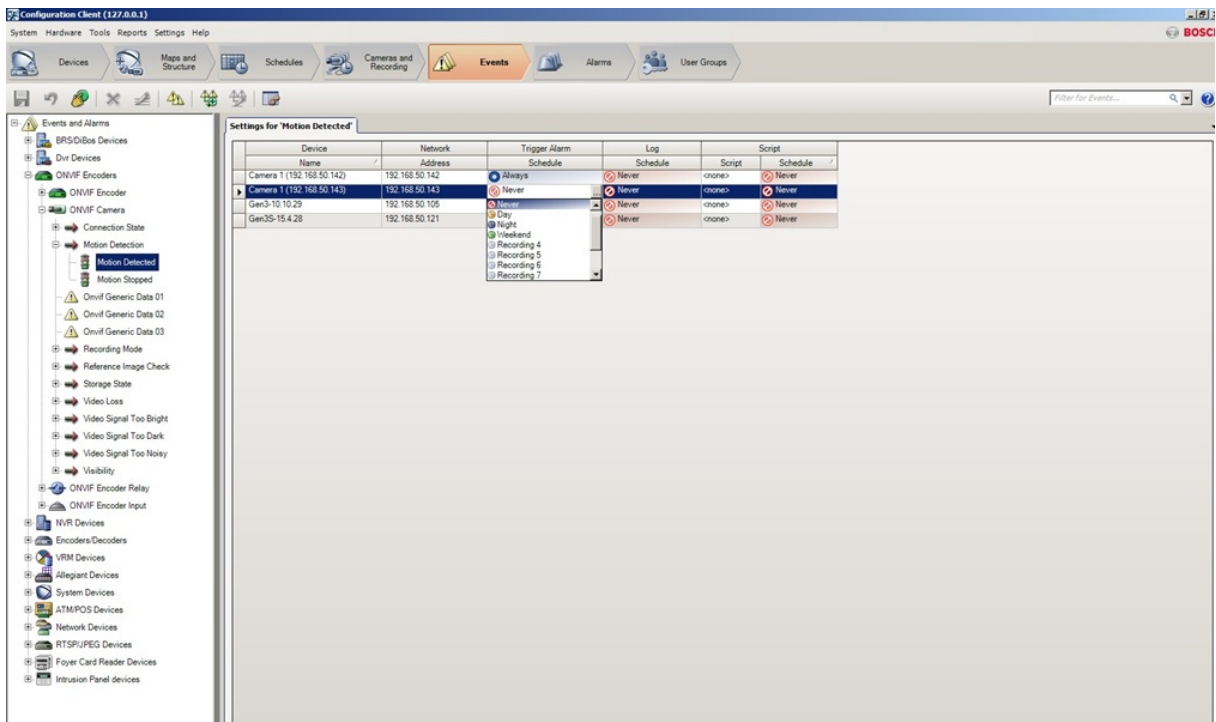 Configuration Client (127.0.0.1)
System Hardware Tools Reports Settings Help
BOSCH
Devices Maps and Structure Schedules Cameras and Recording Events Alarms User Groups
Filter for Events...
Events and Alarms
BRS/DiBos Devices
Dvr Devices
ONVIF Encoders
ONVIF Encoder
ONVIF Camera
Connection State
Motion Detection
Motion Detected
Motion Stopped
Onvif Generic Data 01
Onvif Generic Data 02
Onvif Generic Data 03
Recording Mode
Reference Image Check
Storage State
Video Loss
Video Signal Too Bright
Video Signal Too Dark
Video Signal Too Noisy
Visibility
ONVIF Encoder Relay
ONVIF Encoder Input
NVR Devices
Encoders/Decoders
VRM Devices
Allegiant Devices
System Devices
ATM/POS Devices
Network Devices
RTSP/JPEG Devices
Foyer Card Reader Devices
Intrusion Panel devices
Settings for 'Motion Detected'
Device Network Trigger Alarm Log Script
Name Address Schedule Schedule Script Schedule
Camera 1 (192.168.50.142) 192.168.50.142 Always Never <none> Never
Camera 1 (192.168.50.143) 192.168.50.143 Never ... Never <none> Never
Gen3-10.10.29 192.168.50.105 Never <none> Never
Gen3S-15.4.28 192.168.50.121 Never <none> Never
Never
Day
Night
Weekend
Recording 4
Recording 5
Recording 6
Recording 7